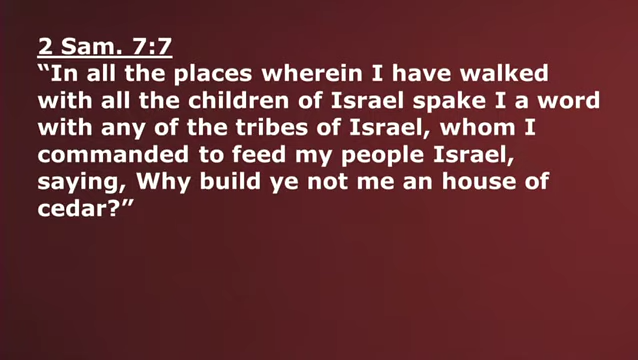 2 Sam. 7:7
“In all the places wherein I have walked
with all the children of Israel spake I a word
with any of the tribes of Israel, whom I
commanded to feed my people Israel,
saying, Why build ye not me an house of
cedar?”